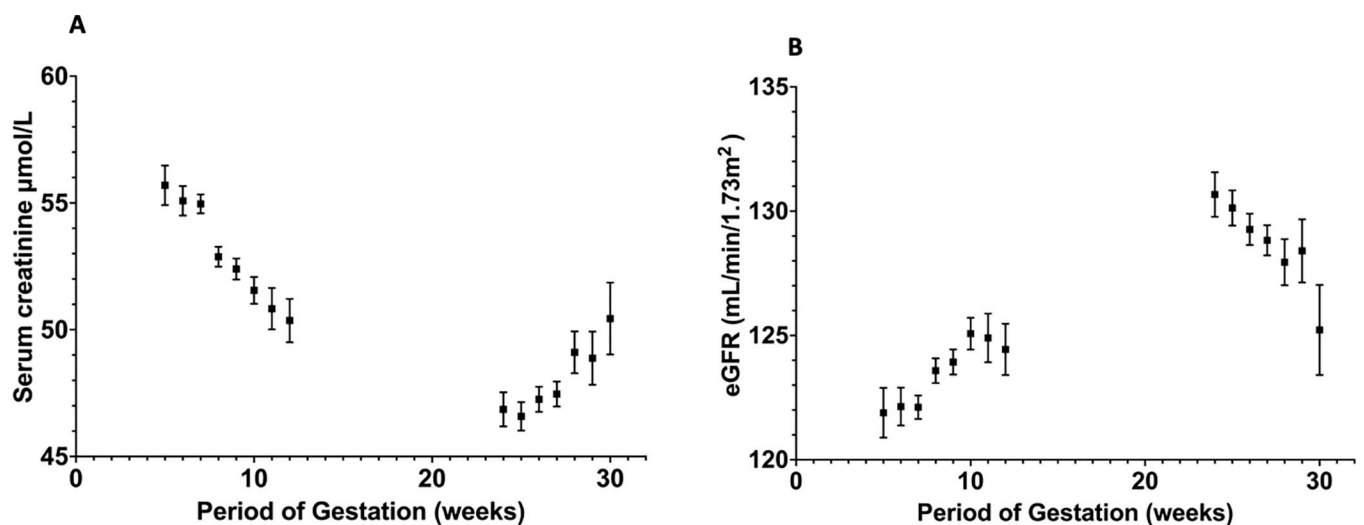 A
60
55
50
45
Serum creatinine µmol/L
0
10
20
30
Period of Gestation (weeks)
B
135
130
125
120
eGFR (mL/min/1.73m²)
0
10
20
30
Period of Gestation (weeks)